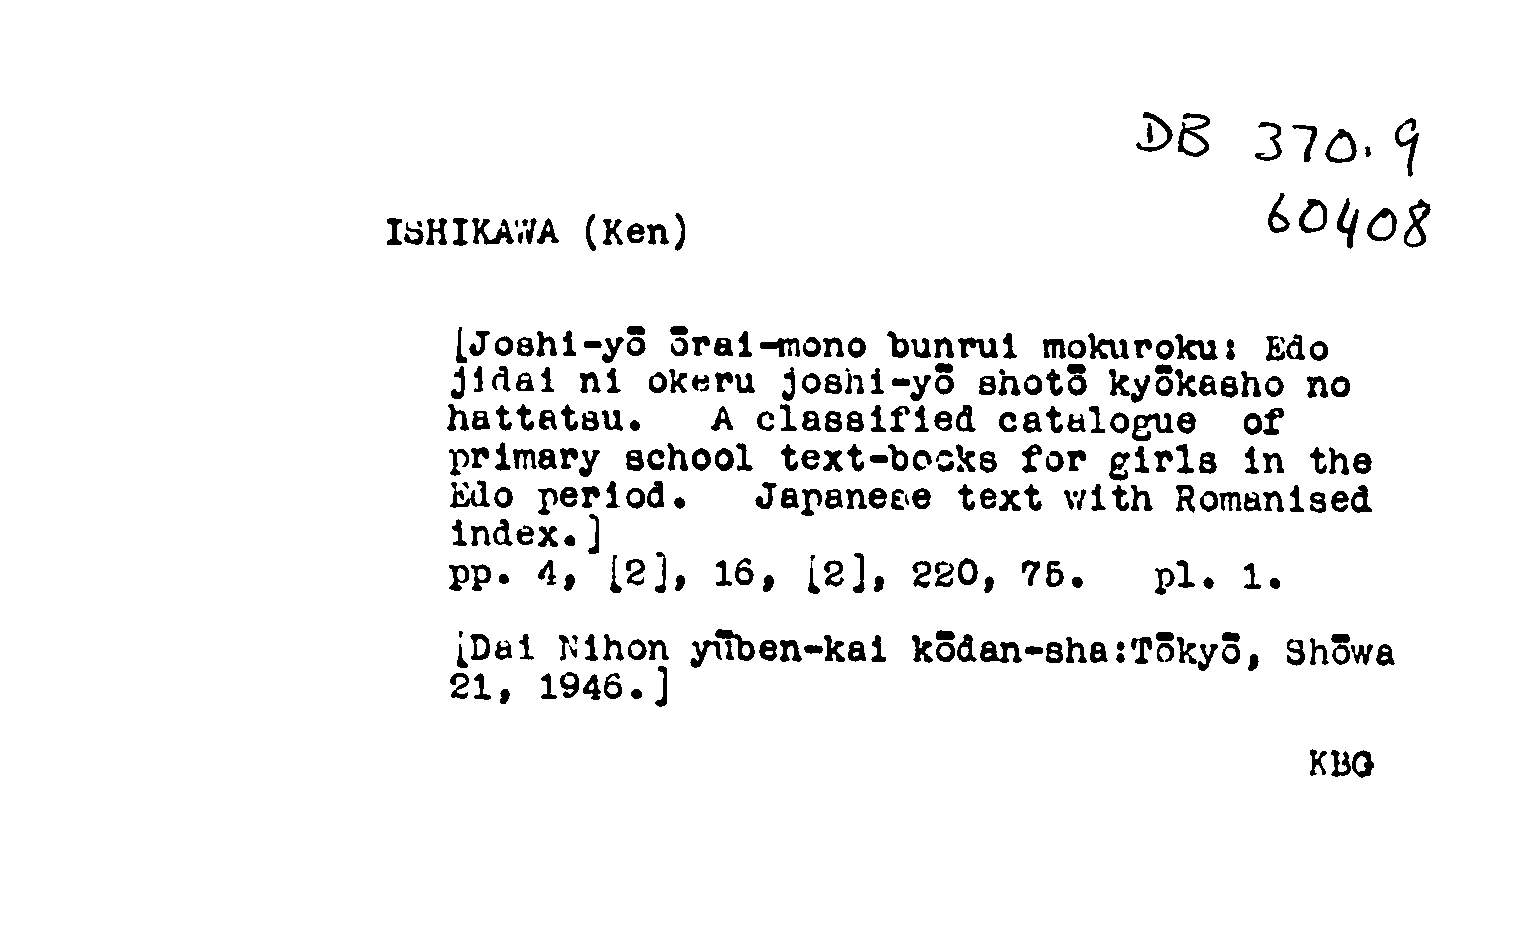 DB 370.9
60408
ISHIKAWA (Ken)
[Joshi-yō ōrai-mono bunrui mokuroku: Edo
jidai ni okeru joshi-yō shotō kyōkasho no
hattatsu. A classified catalogue of
primary school text-books for girls in the
Edo period. Japanese text with Romanised
index.]
pp. 4, [2], 16, [2], 220, 75. pl. 1.
[Dai Nihon yūben-kai kōdan-sha:Tōkyō, Shōwa
21, 1946.]
KBG